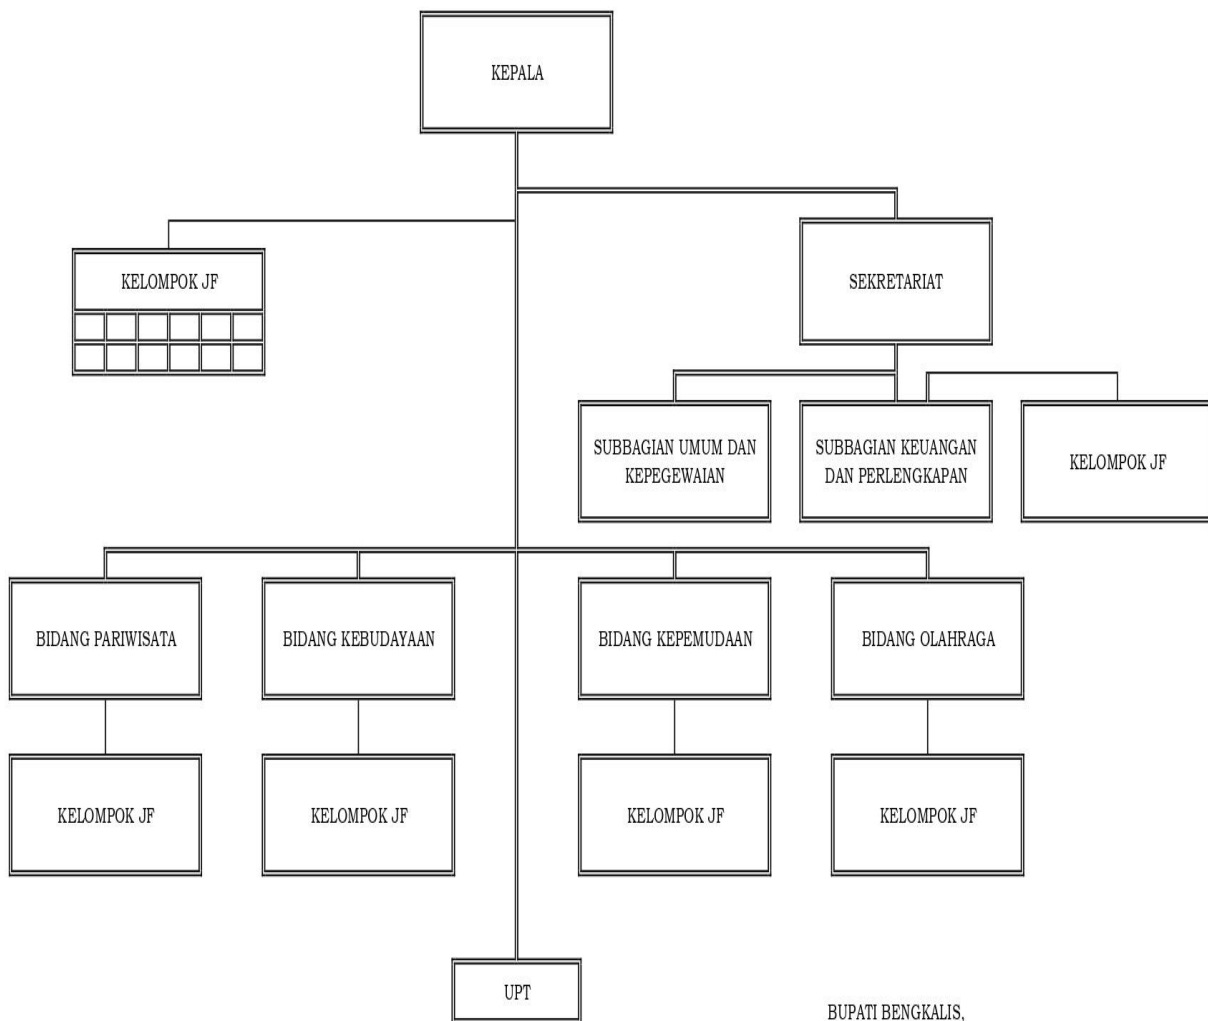 KEPALA
KELOMPOK JF
SEKRETARIAT
SUBBAGIAN UMUM DAN
KEPEGEWAIAN
SUBBAGIAN KEUANGAN
DAN PERLENGKAPAN
KELOMPOK JF
BIDANG PARIWISATA
BIDANG KEBUDAYAAN
BIDANG KEPEMUDAAN
BIDANG OLAHRAGA
KELOMPOK JF
KELOMPOK JF
KELOMPOK JF
KELOMPOK JF
UPT
BUPATI BENGKALIS,